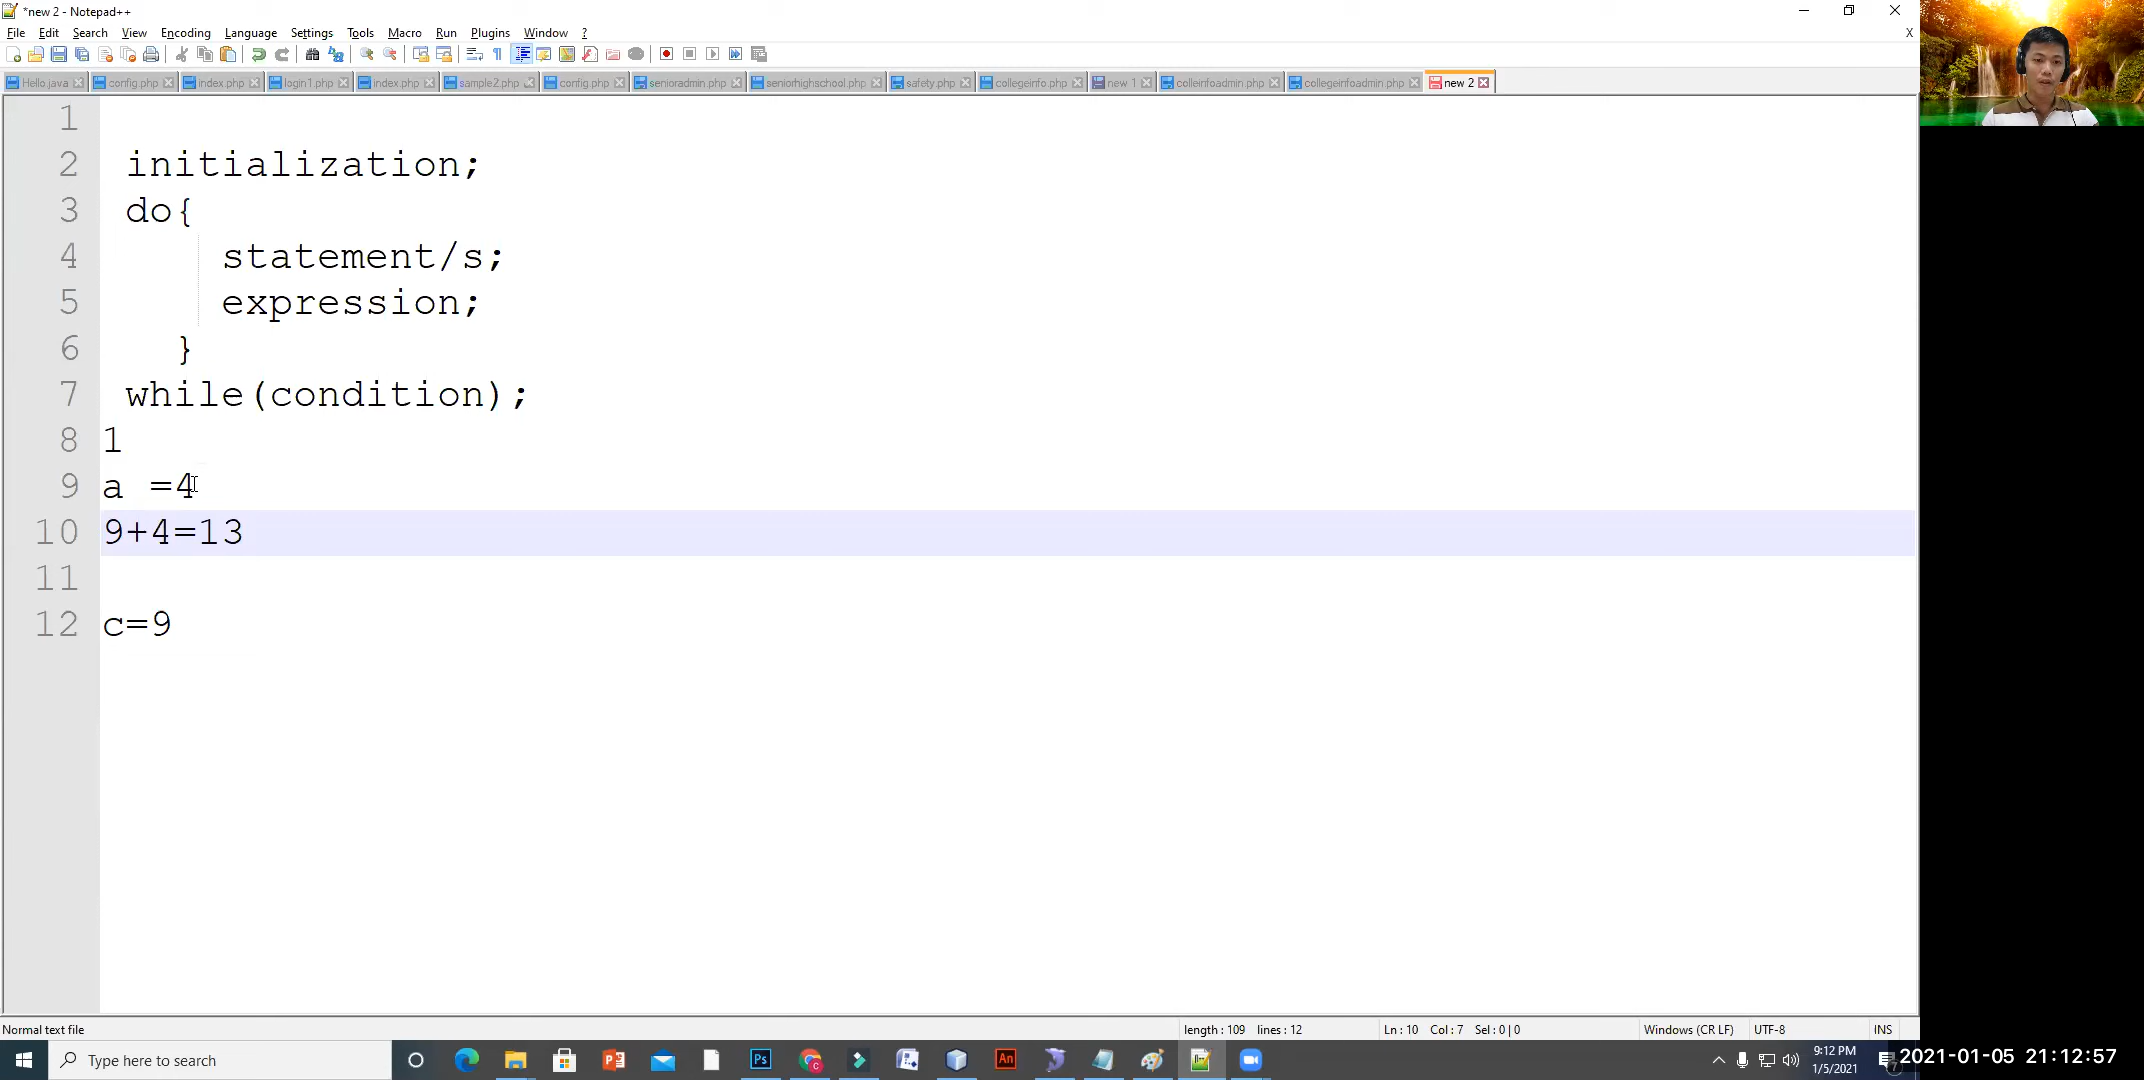 *new 2 - Notepad++
File Edit Search View Encoding Language Settings Tools Macro Run Plugins Window ? X
Hello.java config.php index.php login1.php index.php sample2.php config.php senioradmin.php seniorhighschool.php safety.php collegeinfo.php new 1 colleinfoadmin.php collegeinfoadmin.php new 2
1
2 initialization;
3 do{
4 statement/s;
5 expression;
6 }
7 while(condition);
8 1
9 a =4
10 9+4=13
11
12 c=9
Normal text file length : 109 lines : 12 Ln : 10 Col : 7 Sel : 0 | 0 Windows (CR LF) UTF-8 INS
Type here to search Ps An 9:12 PM
1/5/2021
2021-01-05 21:12:57